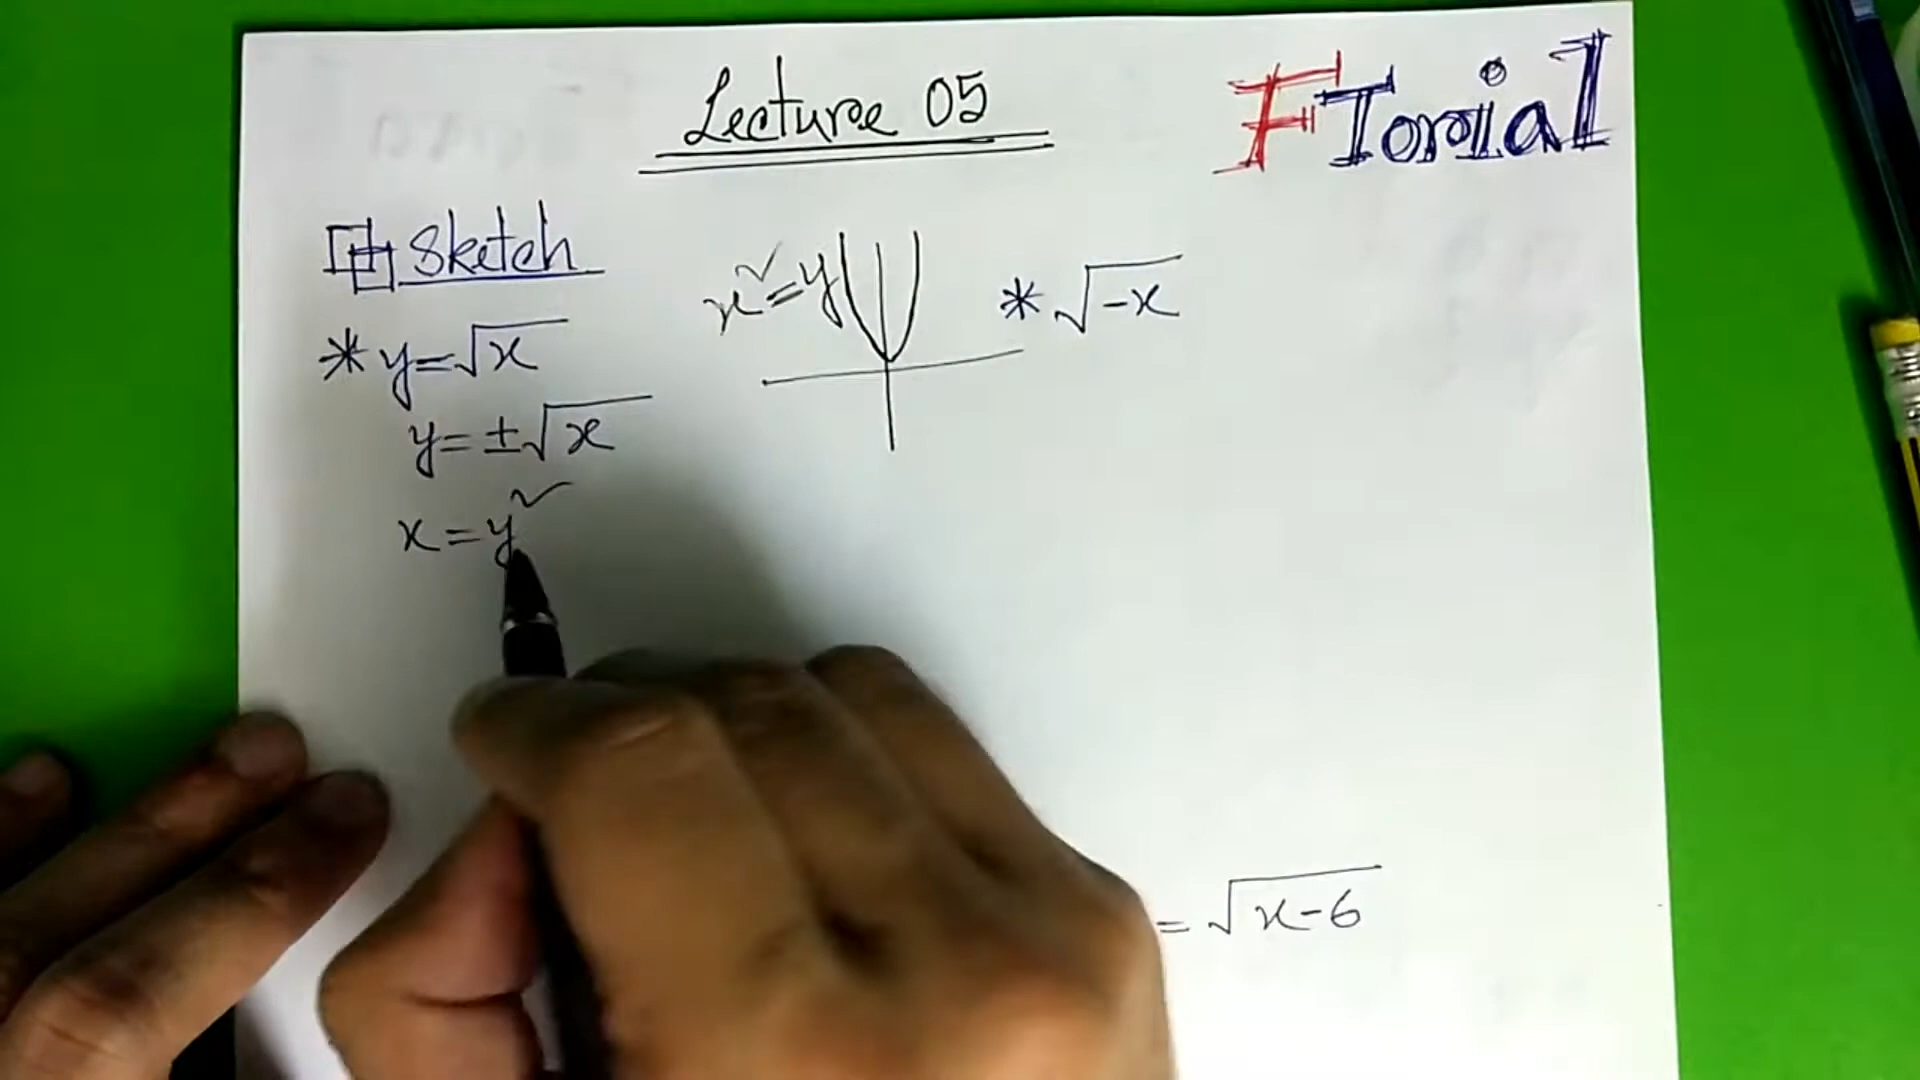 Lecture 05
FTorial
Sketch
* y = √x
y = ±√x
x = y²
x² = y
* √-x
= √x-6